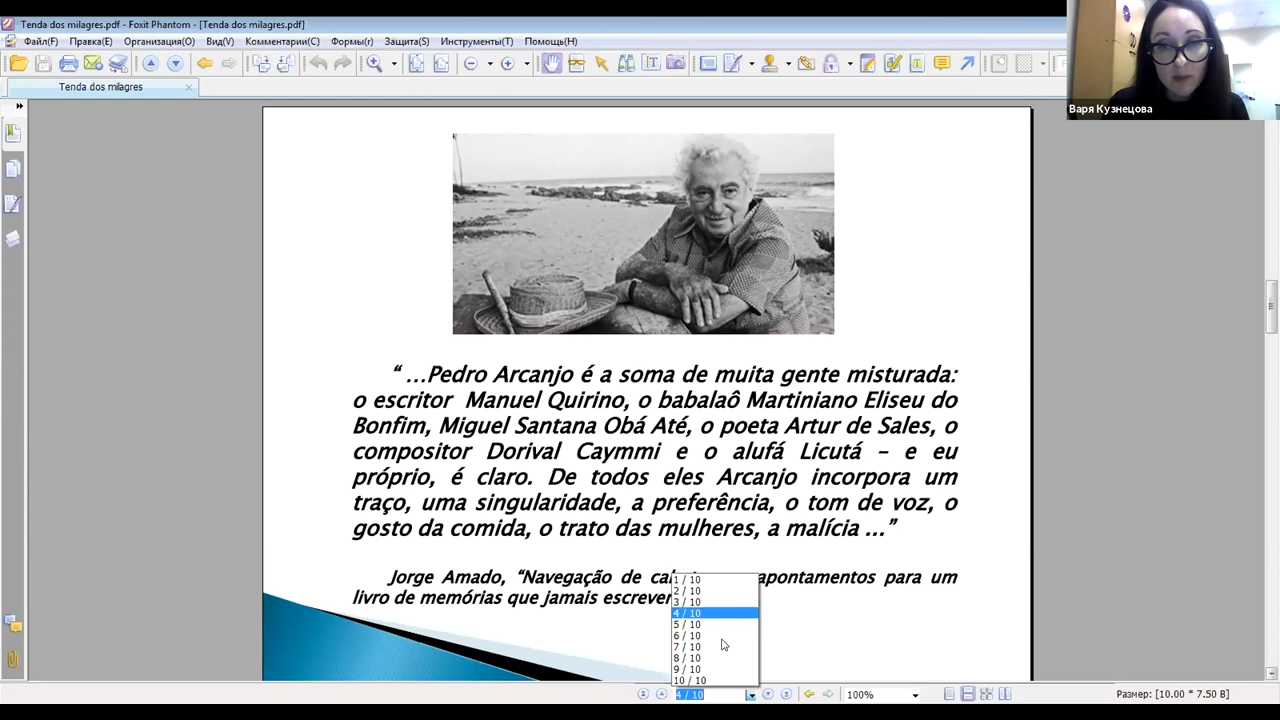 Tenda dos milagres.pdf - Foxit Phantom - [Tenda dos milagres.pdf]
Файл(F) Правка(E) Организация(O) Вид(V) Комментарии(C) Формы(r) Защита(S) Инструменты(T) Помощь(H)
Tenda dos milagres
Варя Кузнецова
“ …Pedro Arcanjo é a soma de muita gente misturada:
o escritor Manuel Quirino, o babalaô Martiniano Eliseu do
Bonfim, Miguel Santana Obá Até, o poeta Artur de Sales, o
compositor Dorival Caymmi e o alufá Licutá – e eu
próprio, é claro. De todos eles Arcanjo incorpora um
traço, uma singularidade, a preferência, o tom de voz, o
gosto da comida, o trato das mulheres, a malícia ...”
Jorge Amado, “Navegação de apontamentos para um
livro de memórias que jamais
1 / 10
2 / 10
3 / 10
4 / 10
5 / 10
6 / 10
7 / 10
8 / 10
9 / 10
10 / 10
4 / 10
100%
Размер: [10.00 * 7.50 В]